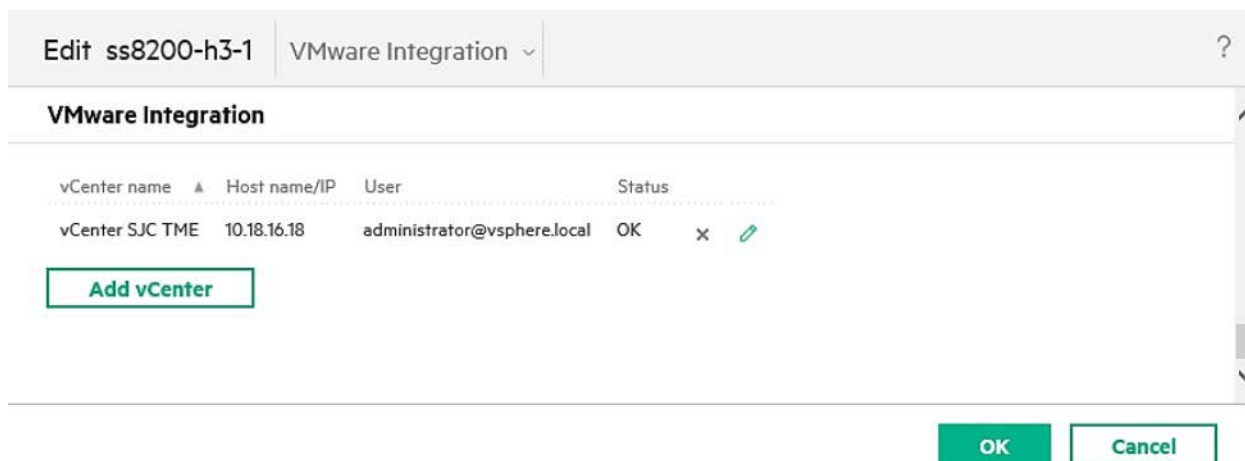 Edit ss8200-h3-1 VMware Integration ?
VMware Integration
vCenter name Host name/IP User Status
vCenter SJC TME 10.18.16.18 administrator@vsphere.local OK
Add vCenter
OK Cancel